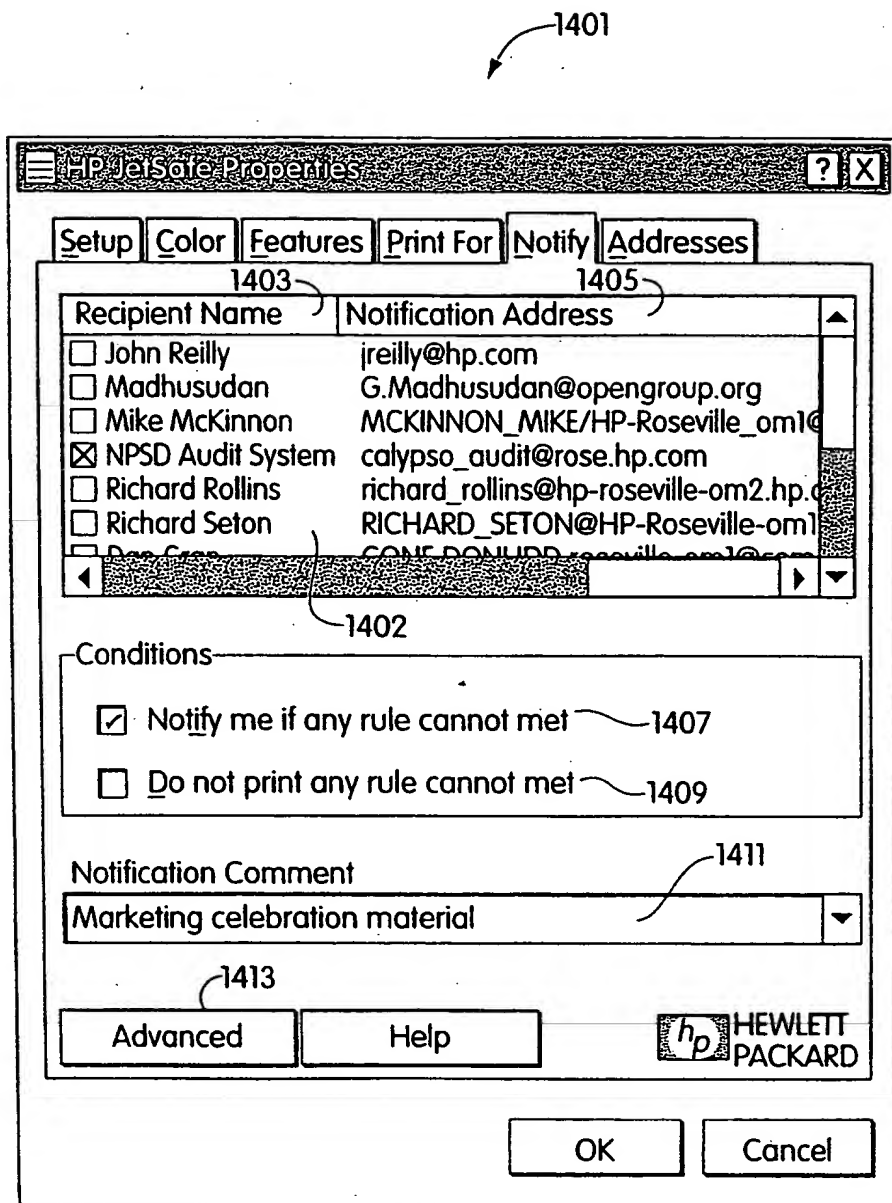 1401
HP JetSafe Properties ? X
Setup Color Features Print For Notify Addresses
1403 1405
Recipient Name Notification Address
John Reilly jreilly@hp.com
Madhusudan G.Madhusudan@opengroup.org
Mike McKinnon MCKINNON_MIKE/HP-Roseville_om1@
NPSD Audit System calypso_audit@rose.hp.com
Richard Rollins richard_rollins@hp-roseville-om2.hp.c
Richard Seton RICHARD_SETON@HP-Roseville-om1
1402
Conditions
Notify me if any rule cannot met 1407
Do not print any rule cannot met 1409
Notification Comment 1411
Marketing celebration material
1413
Advanced Help hp HEWLETT
PACKARD
OK Cancel